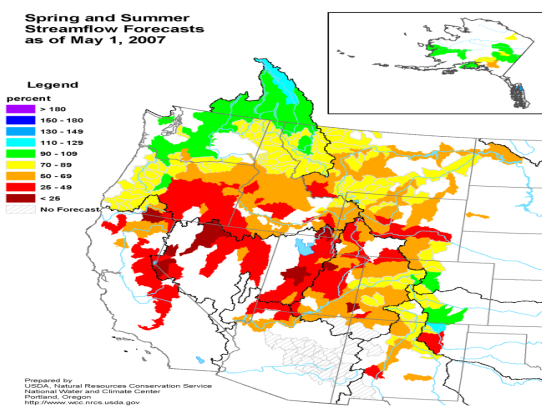 Spring and Summer
Streamflow Forecasts
as of May 1, 2007
Legend
percent
> 180
150 - 180
130 - 149
110 - 129
90 - 109
70 - 89
50 - 69
25 - 49
< 25
No Forecast
Prepared by
USDA, Natural Resources Conservation Service
National Water and Climate Center
Portland, Oregon
http://www.wcc.nrcs.usda.gov